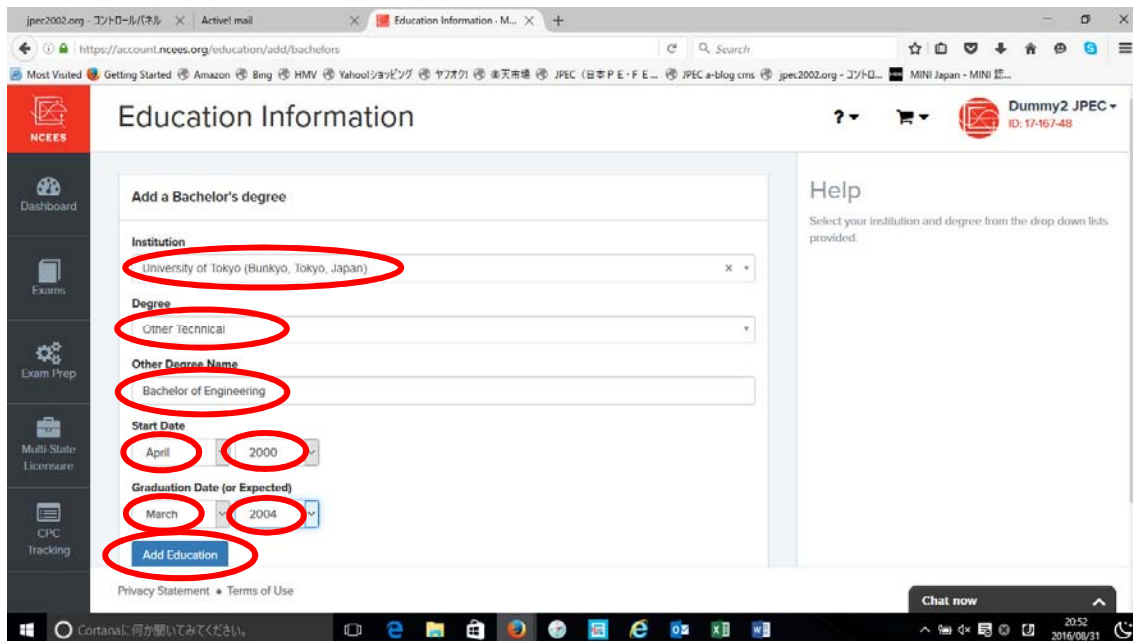 jpec2002.org - コントロールパネル
Active! mail
Education Information - M...
https://account.ncees.org/education/add/bachelors
Search
Most Visited Getting Started Amazon Bing HMV Yahoo!ショッピング ヤフオク! 楽天市場 JPEC (日本ＰＥ・ＦＥ... JPEC a-blog cms jpec2002.org - コントロ... MINI Japan - MINI 認...
NCEES
Education Information
?
Dummy2 JPEC
ID: 17-167-48
Dashboard
Exams
Exam Prep
Multi-State
Licensure
CPC
Tracking
Add a Bachelor's degree
Institution
University of Tokyo (Bunkyo, Tokyo, Japan)
Degree
Other Technical
Other Degree Name
Bachelor of Engineering
Start Date
April 2000
Graduation Date (or Expected)
March 2004
Add Education
Help
Select your institution and degree from the drop down lists
provided.
Privacy Statement • Terms of Use
Chat now
Cortanaに何か聞いてみてください。
20:52
2016/08/31